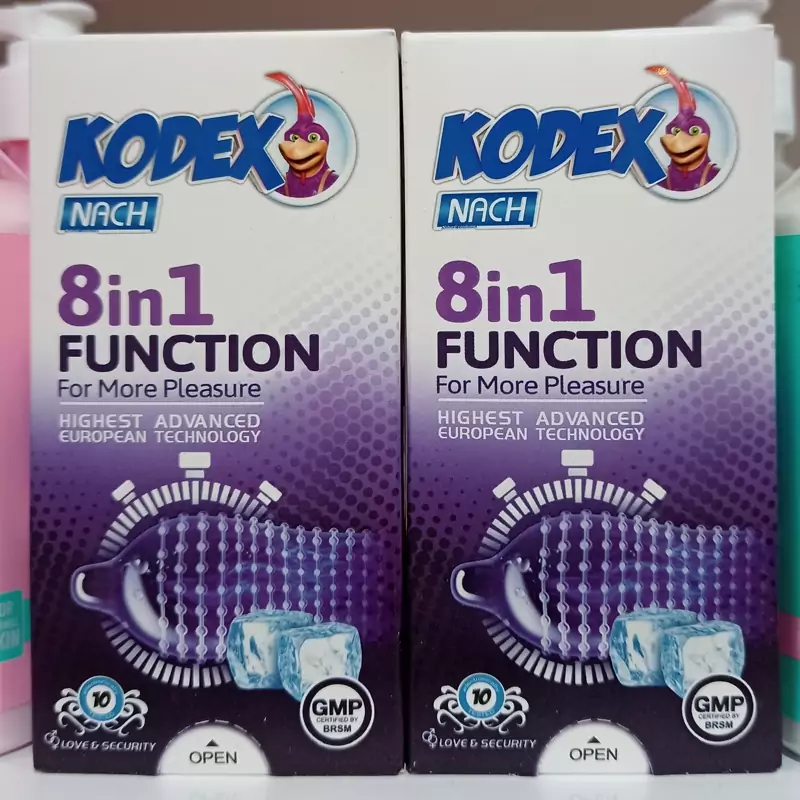 KODEX
NACH
8in1
FUNCTION
For More Pleasure
HIGHEST ADVANCED
EUROPEAN TECHNOLOGY
10
LOVE & SECURITY
OPEN
GMP
CERTIFIED BY
BRSM
KODEX
NACH
8in1
FUNCTION
For More Pleasure
HIGHEST ADVANCED
EUROPEAN TECHNOLOGY
10
LOVE & SECURITY
OPEN
GMP
CERTIFIED BY
BRSM